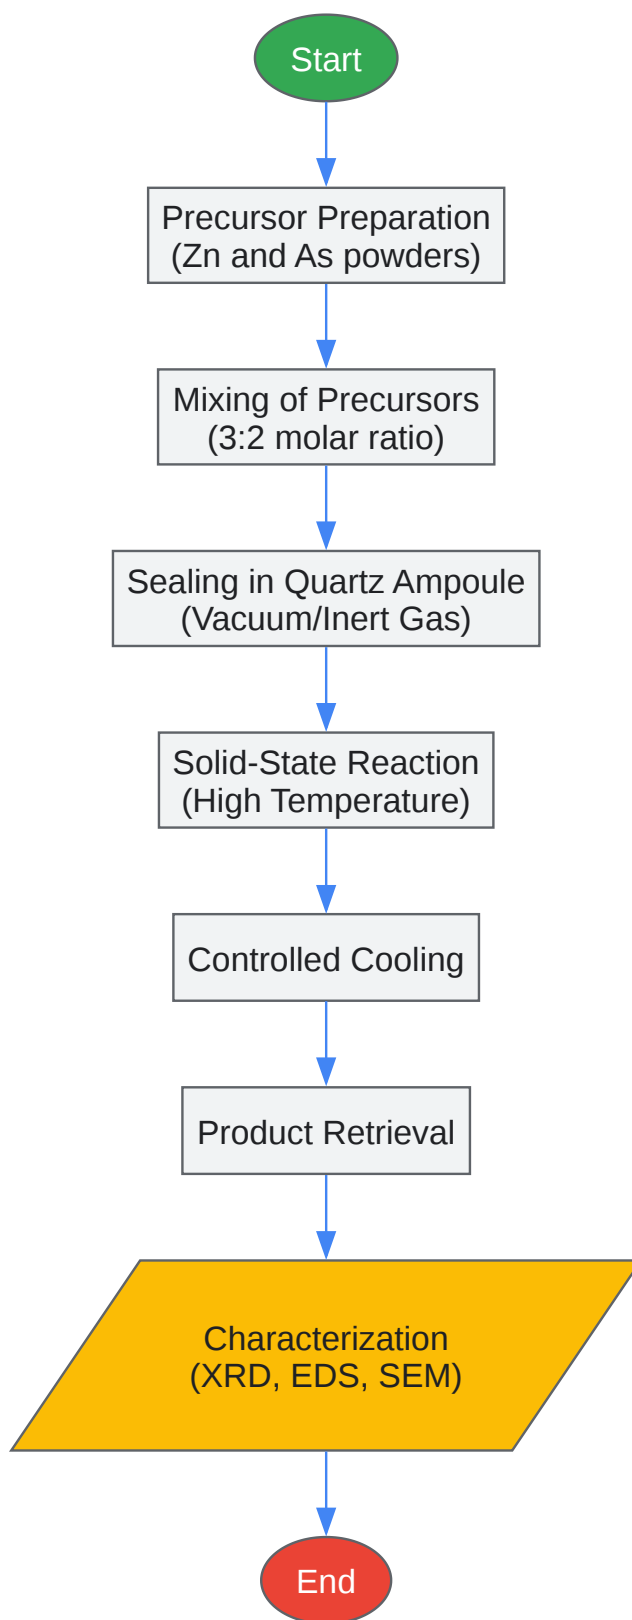 Start
Precursor Preparation
(Zn and As powders)
Mixing of Precursors
(3:2 molar ratio)
Sealing in Quartz Ampoule
(Vacuum/Inert Gas)
Solid-State Reaction
(High Temperature)
Controlled Cooling
Product Retrieval
Characterization
(XRD, EDS, SEM)
End